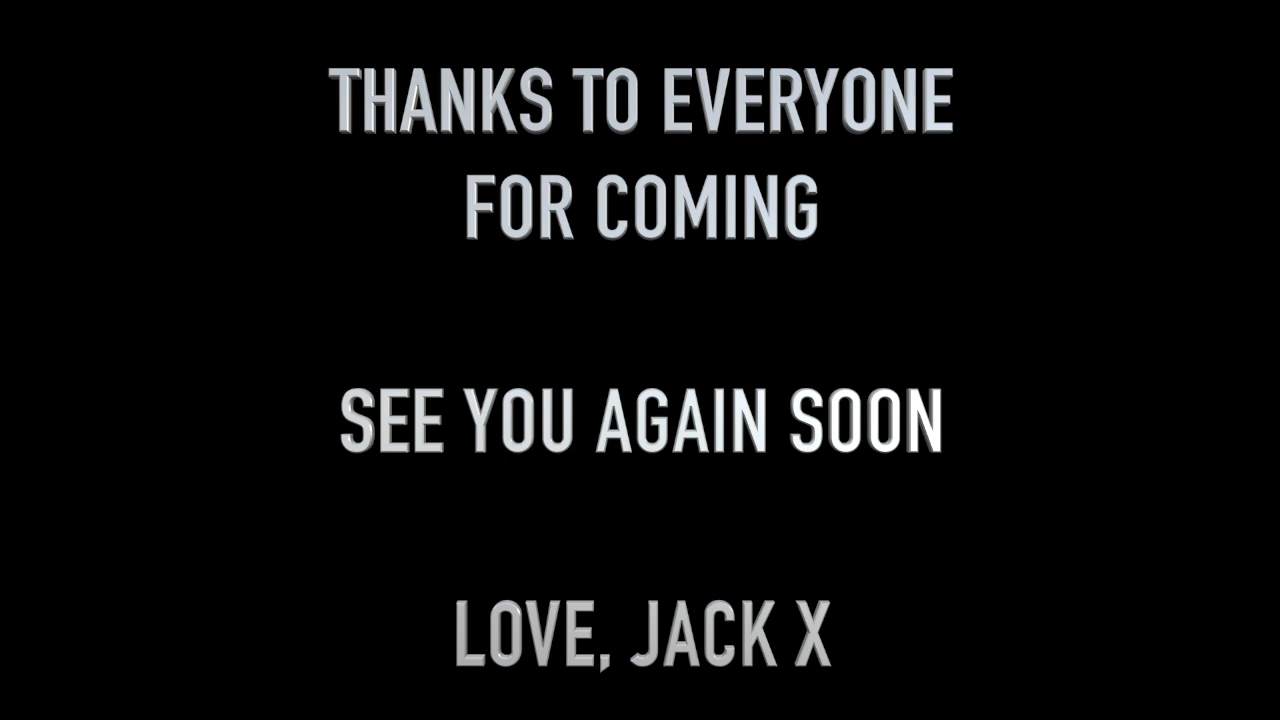 THANKS TO EVERYONE
FOR COMING
SEE YOU AGAIN SOON
LOVE, JACK X